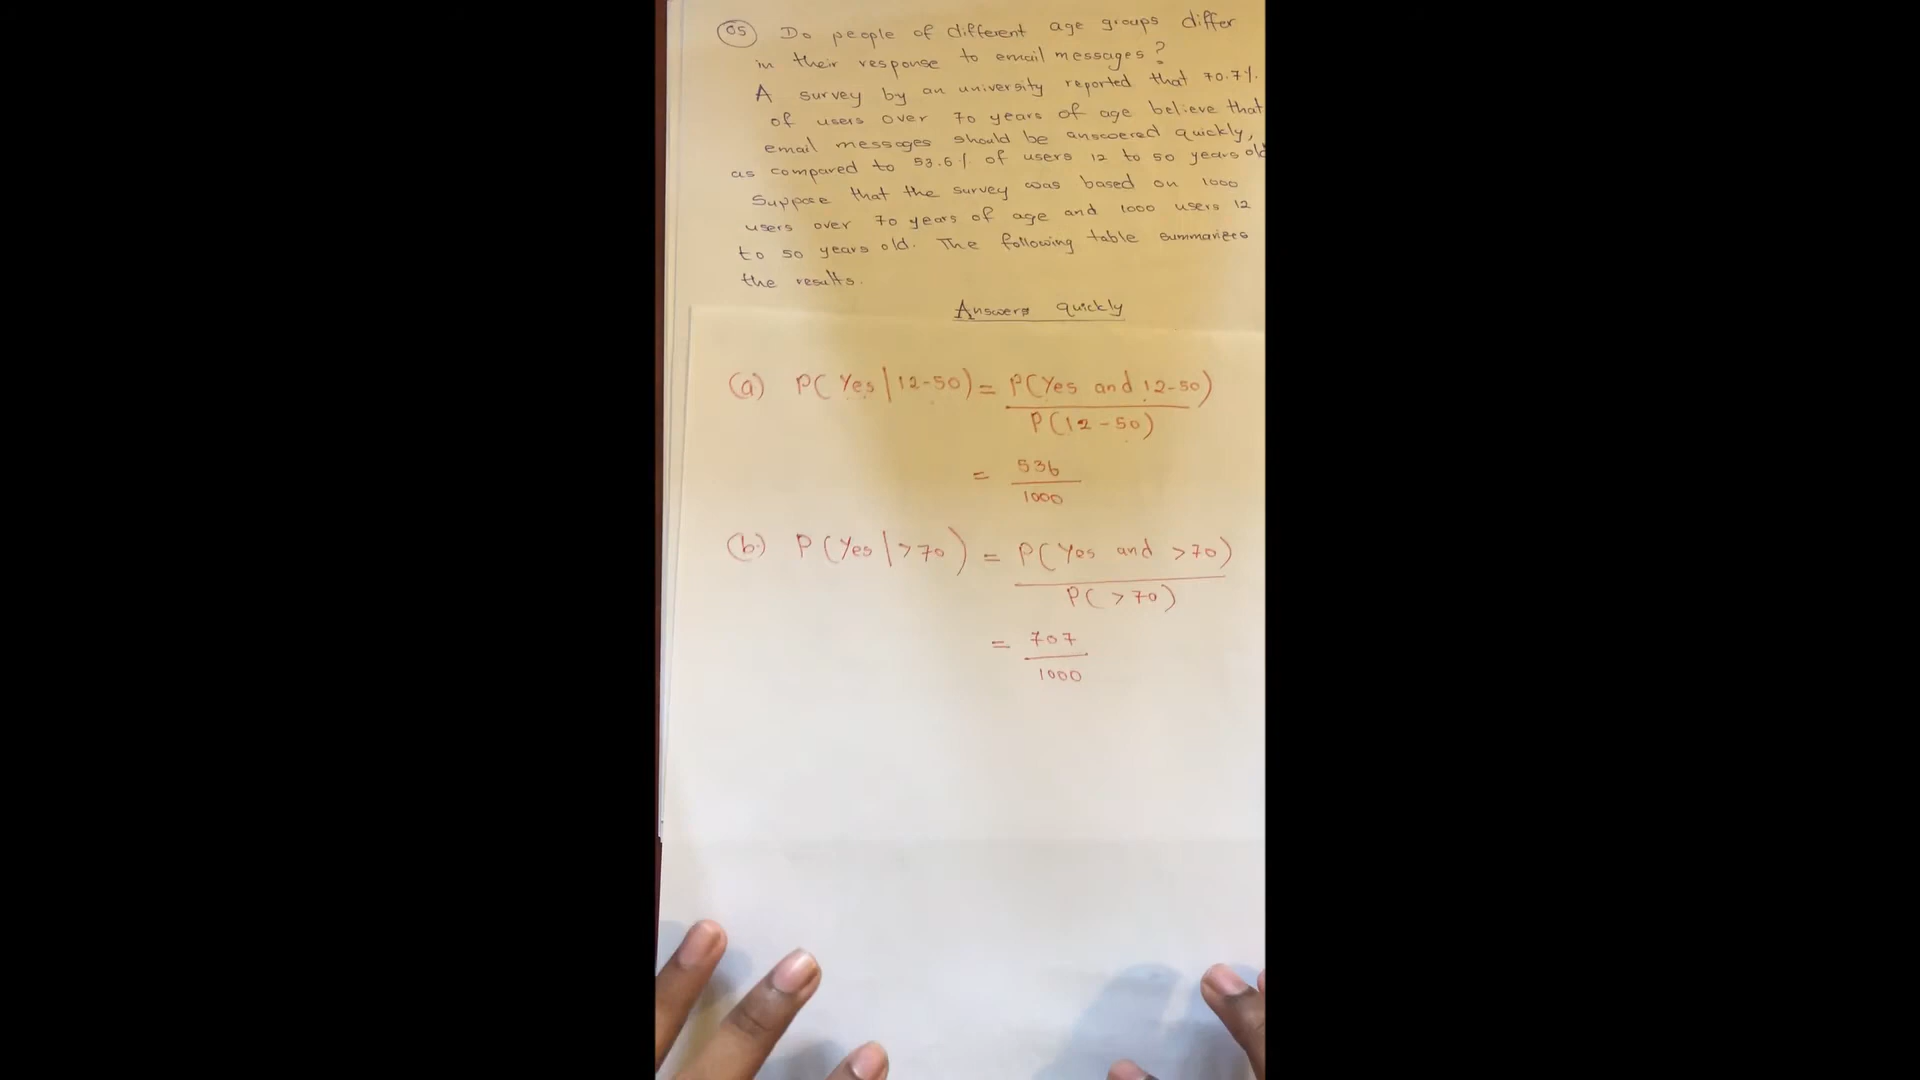 05 Do people of different age groups differ
in their response to email messages?
A survey by an university reported that 70.7%
of users over 70 years of age believe that
email messages should be answered quickly,
as compared to 53.6% of users 12 to 50 years old
Suppose that the survey was based on 1000
users over 70 years of age and 1000 users 12
to 50 years old. The following table summarizes
the results.
Answers quickly
(a) P(Yes|12-50) = P(Yes and 12-50)
P(12-50)
= 536
1000
(b) P(Yes|>70) = P(Yes and >70)
P(>70)
= 707
1000